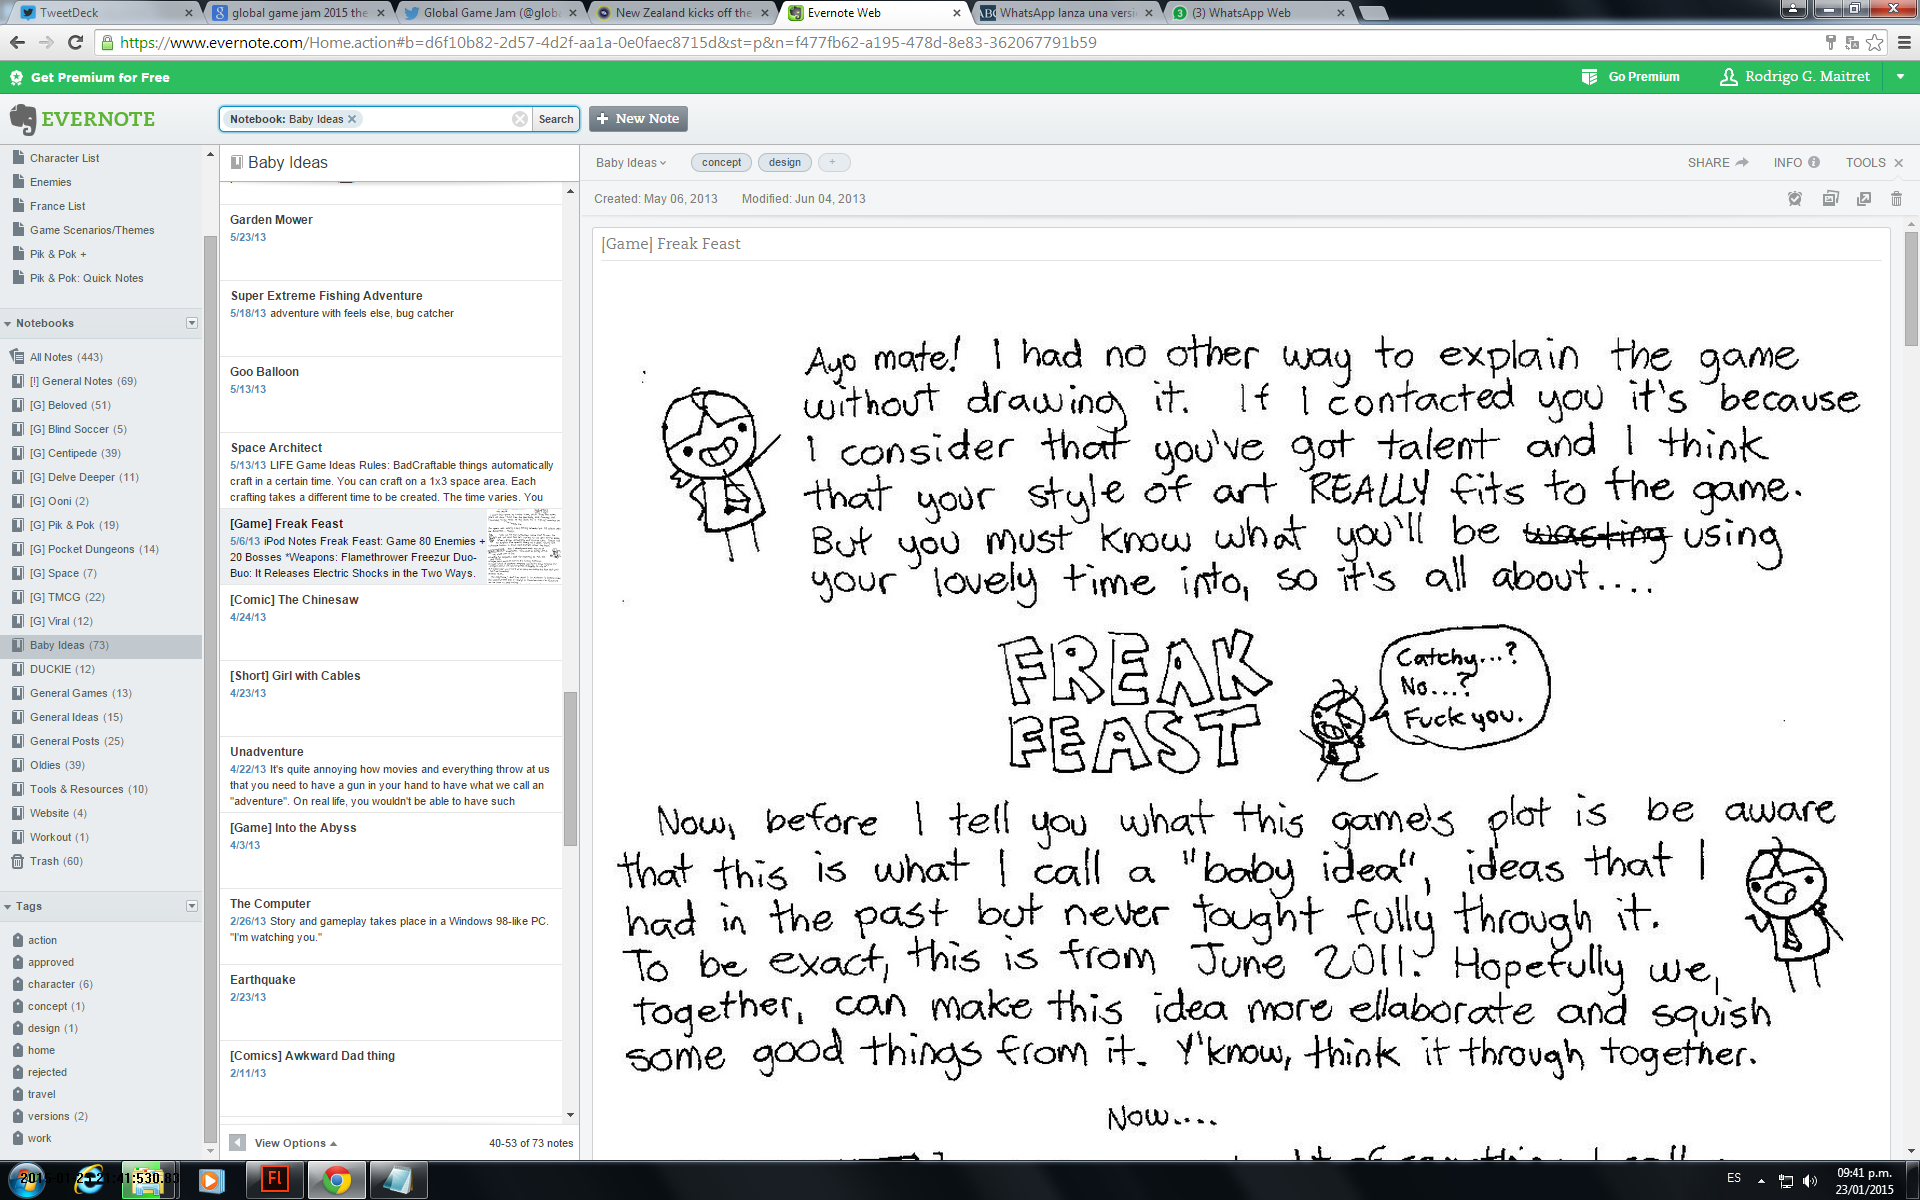 TweetDeck
global game jam 2015 the
Global Game Jam (@globa
New Zealand kicks off the
Evernote Web
WhatsApp lanza una versi
(3) WhatsApp Web
https://www.evernote.com/Home.action#b=d6f10b82-2d57-4d2f-aa1a-0e0faec8715d&st=p&n=f477fb62-a195-478d-8e83-362067791b59
Get Premium for Free
Go Premium
Rodrigo G. Maitret
EVERNOTE
Notebook: Baby Ideas
Search
+ New Note
Character List
Enemies
France List
Game Scenarios/Themes
Pik & Pok +
Pik & Pok: Quick Notes
Notebooks
All Notes (443)
[!] General Notes (69)
[G] Beloved (51)
[G] Blind Soccer (5)
[G] Centipede (39)
[G] Delve Deeper (11)
[G] Ooni (2)
[G] Pik & Pok (19)
[G] Pocket Dungeons (14)
[G] Space (7)
[G] TMCG (22)
[G] Viral (12)
Baby Ideas (73)
DUCKIE (12)
General Games (13)
General Ideas (15)
General Posts (25)
Oldies (39)
Tools & Resources (10)
Website (4)
Workout (1)
Trash (60)
Tags
action
approved
character (6)
concept (1)
design (1)
home
rejected
travel
versions (2)
work
Baby Ideas
Garden Mower
5/23/13
Super Extreme Fishing Adventure
5/18/13 adventure with feels else, bug catcher
Goo Balloon
5/13/13
Space Architect
5/13/13 LIFE Game Ideas Rules: BadCraftable things automatically
craft in a certain time. You can craft on a 1x3 space area. Each
crafting takes a different time to be created. The time varies. You
[Game] Freak Feast
5/6/13 iPod Notes Freak Feast: Game 80 Enemies +
20 Bosses *Weapons: Flamethrower Freezur Duo-
Buo: It Releases Electric Shocks in the Two Ways.
[Comic] The Chinesaw
4/24/13
[Short] Girl with Cables
4/23/13
Unadventure
4/22/13 It's quite annoying how movies and everything throw at us
that you need to have a gun in your hand to have what we call an
"adventure". On real life, you wouldn't be able to have such
[Game] Into the Abyss
4/3/13
The Computer
2/26/13 Story and gameplay takes place in a Windows 98-like PC.
"I'm watching you."
Earthquake
2/23/13
[Comics] Awkward Dad thing
2/11/13
View Options
40-53 of 73 notes
Baby Ideas
concept
design
+
SHARE
INFO
TOOLS
Created: May 06, 2013
Modified: Jun 04, 2013
[Game] Freak Feast
Ayo mate! I had no other way to explain the game
without drawing it. If I contacted you it's because
I consider that you've got talent and I think
that your style of art REALLY fits to the game.
But you must know what you'll be wasting using
your lovely time into, so it's all about....
FREAK
FEAST
Catchy...?
No...?
Fuck you.
Now, before I tell you what this game's plot is be aware
that this is what I call a "baby idea", ideas that I
had in the past but never tought fully through it.
To be exact, this is from June 2011. Hopefully we,
together, can make this idea more ellaborate and squish
some good things from it. Y'know, think it through together.
Now....
Fl
ES
09:41 p.m.
23/01/2015